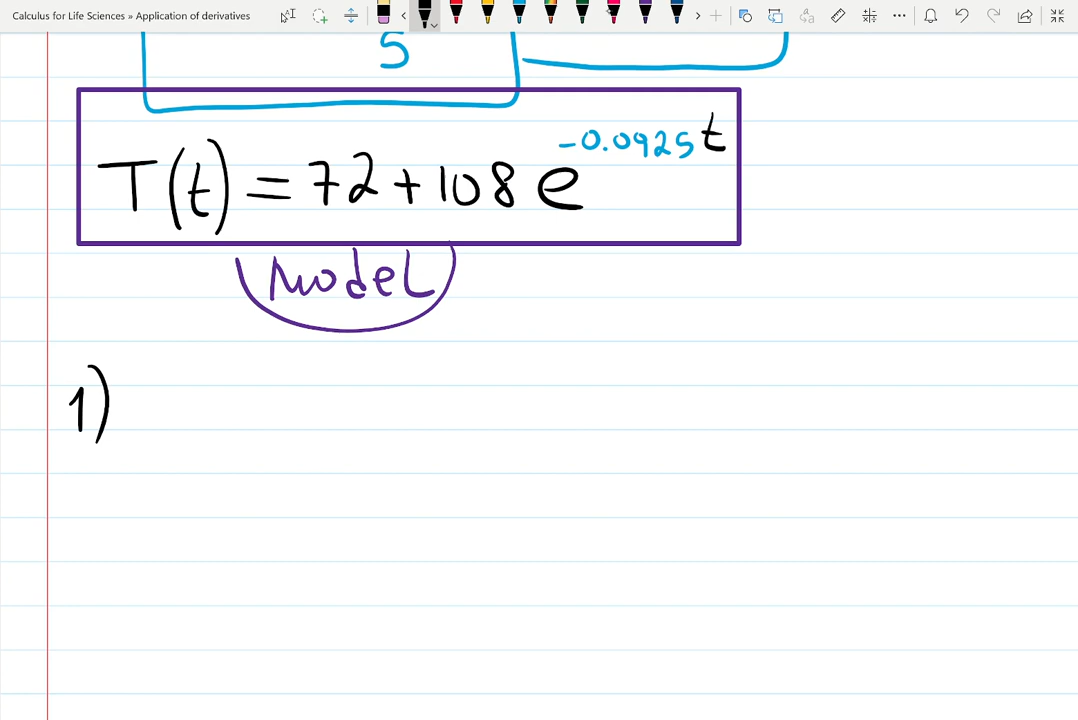 Calculus for Life Sciences » Application of derivatives
5
T(t) = 72 + 108 e^{-0.0925t}
Model
1)